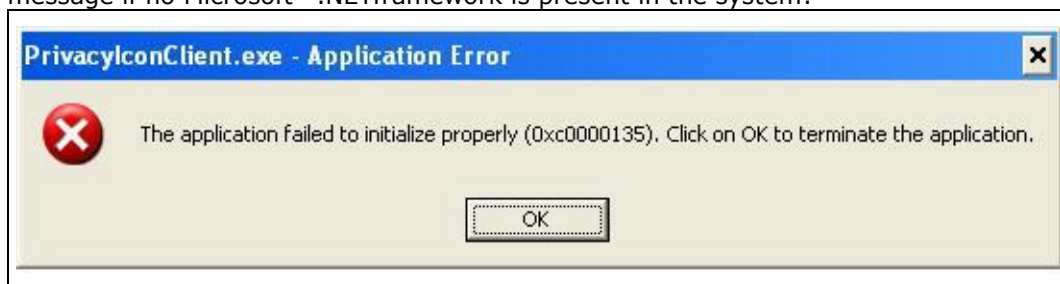 message if no Microsoft* .NETframework is present in the system:
PrivacyIconClient.exe - Application Error
The application failed to initialize properly (0xc0000135). Click on OK to terminate the application.
OK